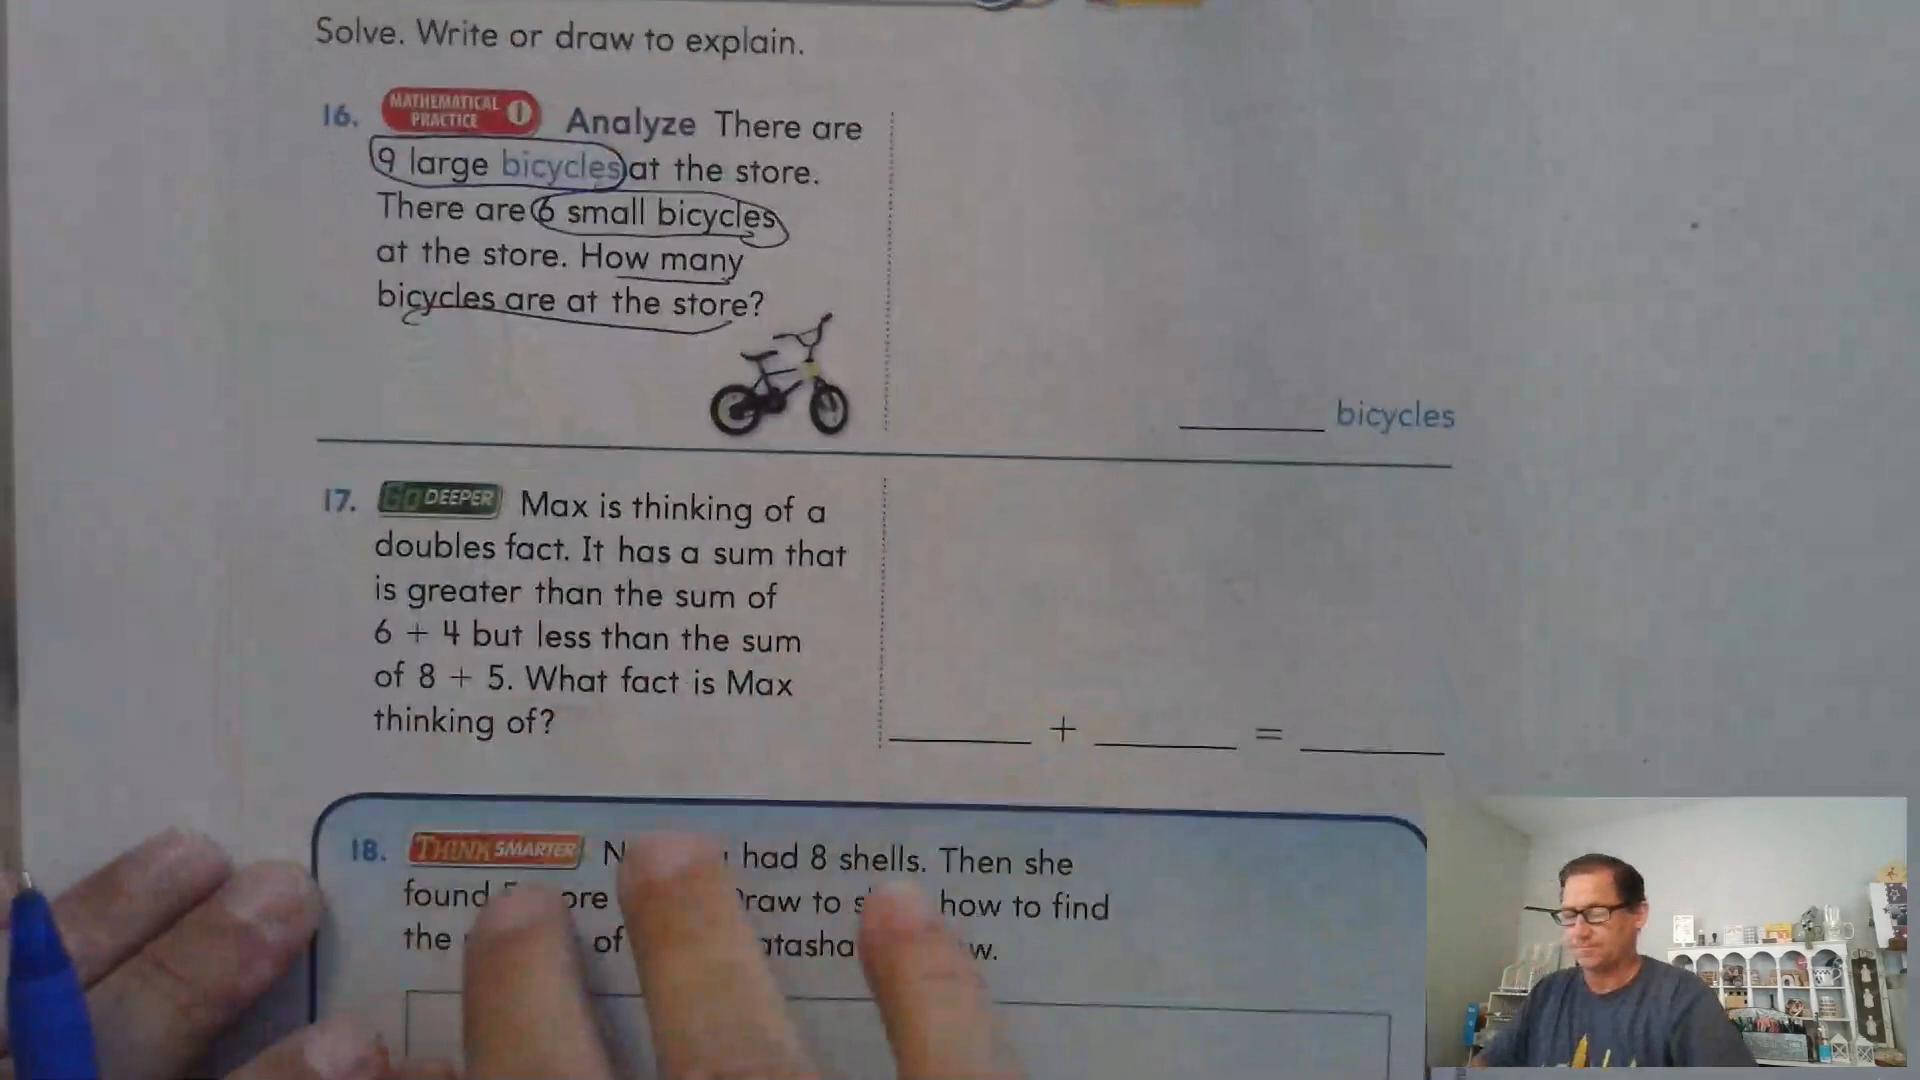 Solve. Write or draw to explain.
16. MATHEMATICAL PRACTICE 1 Analyze There are
9 large bicycles at the store.
There are 6 small bicycles
at the store. How many
bicycles are at the store?
bicycles
17. GO DEEPER Max is thinking of a
doubles fact. It has a sum that
is greater than the sum of
6 + 4 but less than the sum
of 8 + 5. What fact is Max
thinking of?
+ =
18. THINK SMARTER had 8 shells. Then she
found how to find
the of